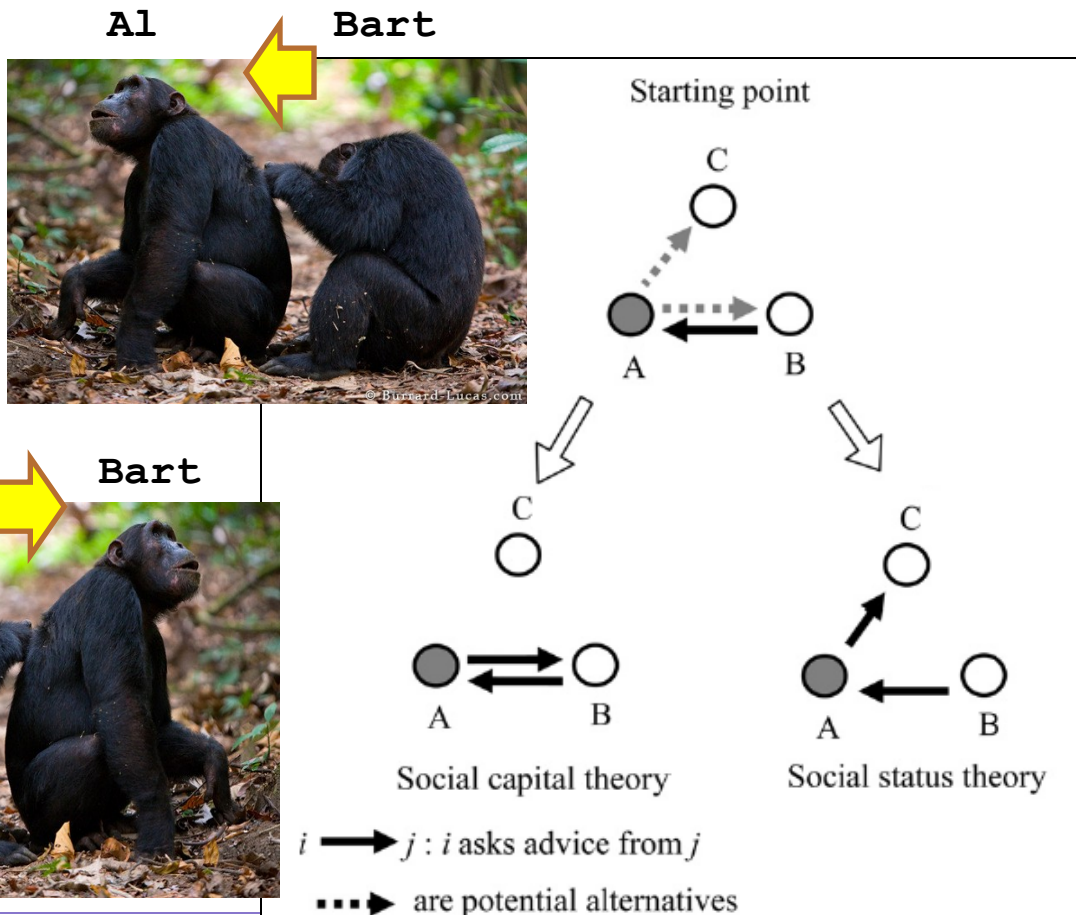 Al Bart
© Burrard-Lucas.com
Bart
Starting point
C
A B
C
A B
Social capital theory
C
A B
Social status theory
i j : i asks advice from j
are potential alternatives